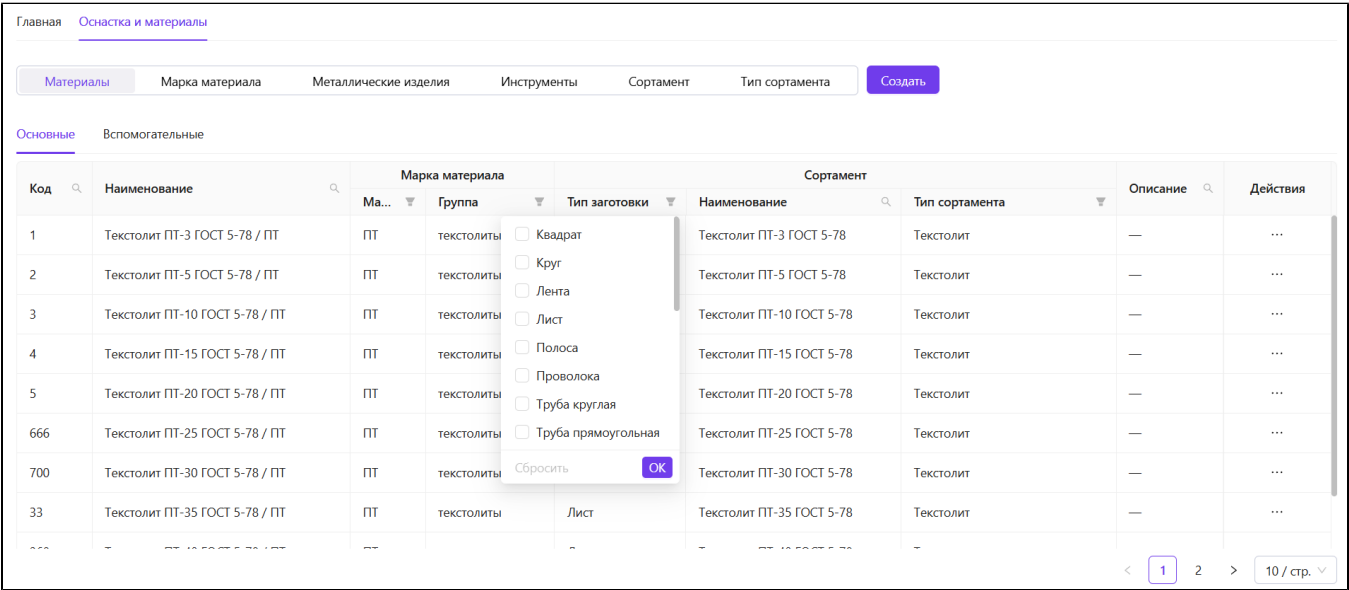 Главная Оснастка и материалы
Материалы Марка материала Металлические изделия Инструменты Сортамент Тип сортамента Создать
Основные Вспомогательные
Код Наименование Марка материала Сортамент Описание Действия
Ма... Группа Тип заготовки Наименование Тип сортамента
1 Текстолит ПТ-3 ГОСТ 5-78 / ПТ ПТ текстолиты Квадрат Текстолит ПТ-3 ГОСТ 5-78 Текстолит — ...
Круг
2 Текстолит ПТ-5 ГОСТ 5-78 / ПТ ПТ текстолиты Текстолит ПТ-5 ГОСТ 5-78 Текстолит — ...
Лента
3 Текстолит ПТ-10 ГОСТ 5-78 / ПТ ПТ текстолиты Лист Текстолит ПТ-10 ГОСТ 5-78 Текстолит — ...
4 Текстолит ПТ-15 ГОСТ 5-78 / ПТ ПТ текстолиты Полоса Текстолит ПТ-15 ГОСТ 5-78 Текстолит — ...
Проволока
5 Текстолит ПТ-20 ГОСТ 5-78 / ПТ ПТ текстолиты Текстолит ПТ-20 ГОСТ 5-78 Текстолит — ...
Труба круглая
666 Текстолит ПТ-25 ГОСТ 5-78 / ПТ ПТ текстолиты Труба прямоугольная Текстолит ПТ-25 ГОСТ 5-78 Текстолит — ...
700 Текстолит ПТ-30 ГОСТ 5-78 / ПТ ПТ текстолиты Сбросить OK Текстолит ПТ-30 ГОСТ 5-78 Текстолит — ...
33 Текстолит ПТ-35 ГОСТ 5-78 / ПТ ПТ текстолиты Лист Текстолит ПТ-35 ГОСТ 5-78 Текстолит — ...
< 1 2 > 10 / стр.